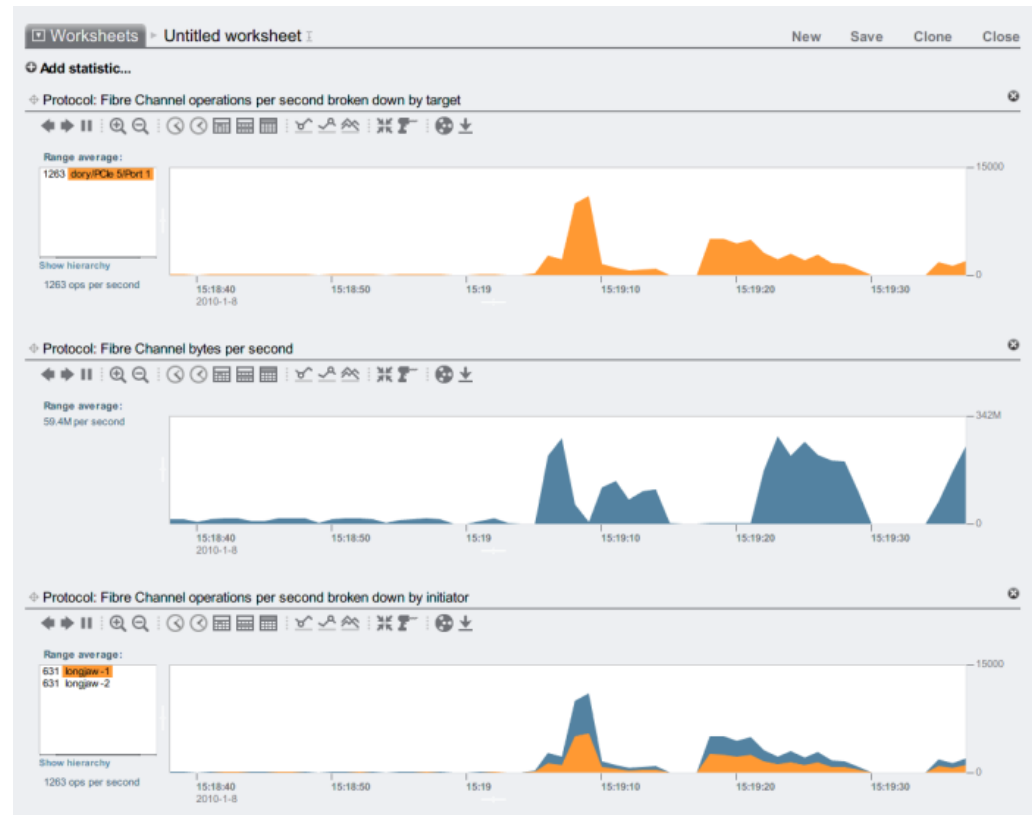 Worksheets Untitled worksheet New Save Clone Close
Add statistic...
Protocol: Fibre Channel operations per second broken down by target
Range average:
1263 dory/PCIe 5/Port 1
15000
0
Show hierarchy
1263 ops per second
15:18:40 15:18:50 15:19 15:19:10 15:19:20 15:19:30
2010-1-8
Protocol: Fibre Channel bytes per second
Range average:
59.4M per second
342M
0
15:18:40 15:18:50 15:19 15:19:10 15:19:20 15:19:30
2010-1-8
Protocol: Fibre Channel operations per second broken down by initiator
Range average:
631 longjaw-1
631 longjaw-2
15000
0
Show hierarchy
1263 ops per second
15:18:40 15:18:50 15:19 15:19:10 15:19:20 15:19:30
2010-1-8